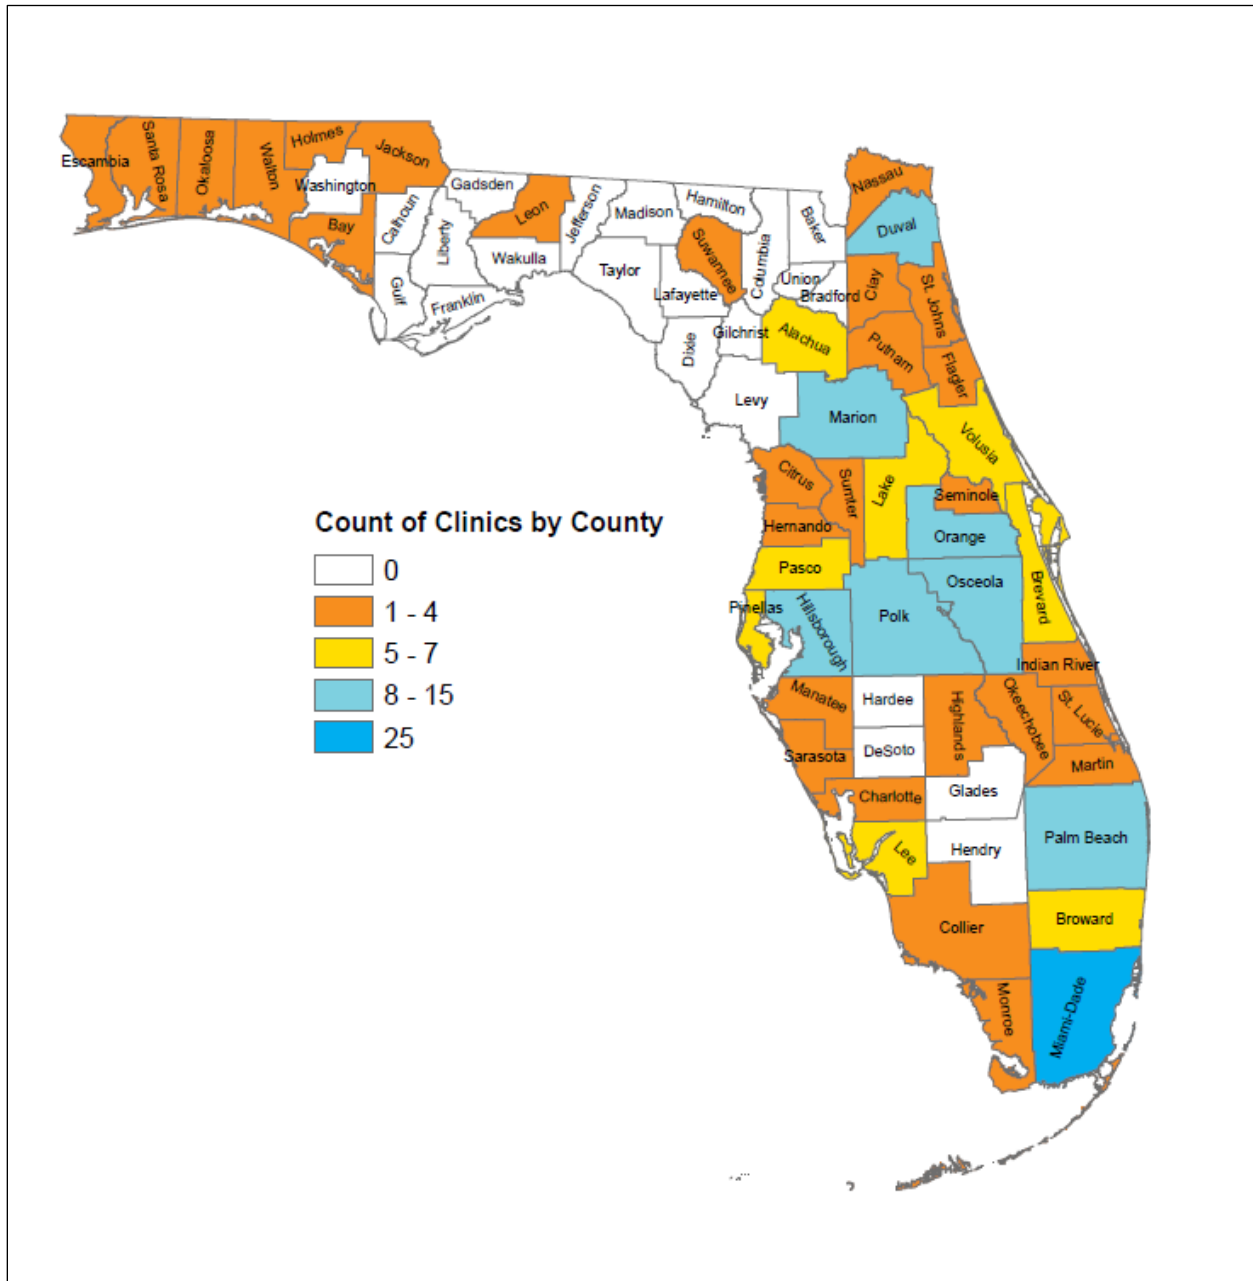 Escambia
Santa Rosa
Okaloosa
Walton
Holmes
Jackson
Washington
Bay
Calhoun
Gulf
Liberty
Gadsden
Franklin
Leon
Wakulla
Jefferson
Madison
Taylor
Hamilton
Suwannee
Lafayette
Dixie
Columbia
Gilchrist
Baker
Union
Bradford
Nassau
Duval
Clay
St. Johns
Alachua
Putnam
Flagler
Levy
Marion
Volusia
Citrus
Sumter
Lake
Seminole
Hernando
Orange
Pasco
Osceola
Brevard
Pinellas
Hillsborough
Polk
Indian River
Manatee
Hardee
Highlands
Okeechobee
St. Lucie
Sarasota
DeSoto
Martin
Charlotte
Glades
Lee
Hendry
Palm Beach
Collier
Broward
Monroe
Miami-Dade
Count of Clinics by County
0
1 - 4
5 - 7
8 - 15
25